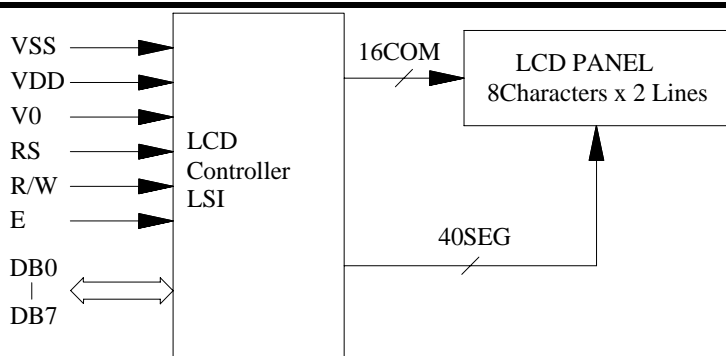 VSS
VDD
V0
RS
R/W
E
DB0
|
DB7
LCD
Controller
LSI
16COM
40SEG
LCD PANEL
8Characters x 2 Lines